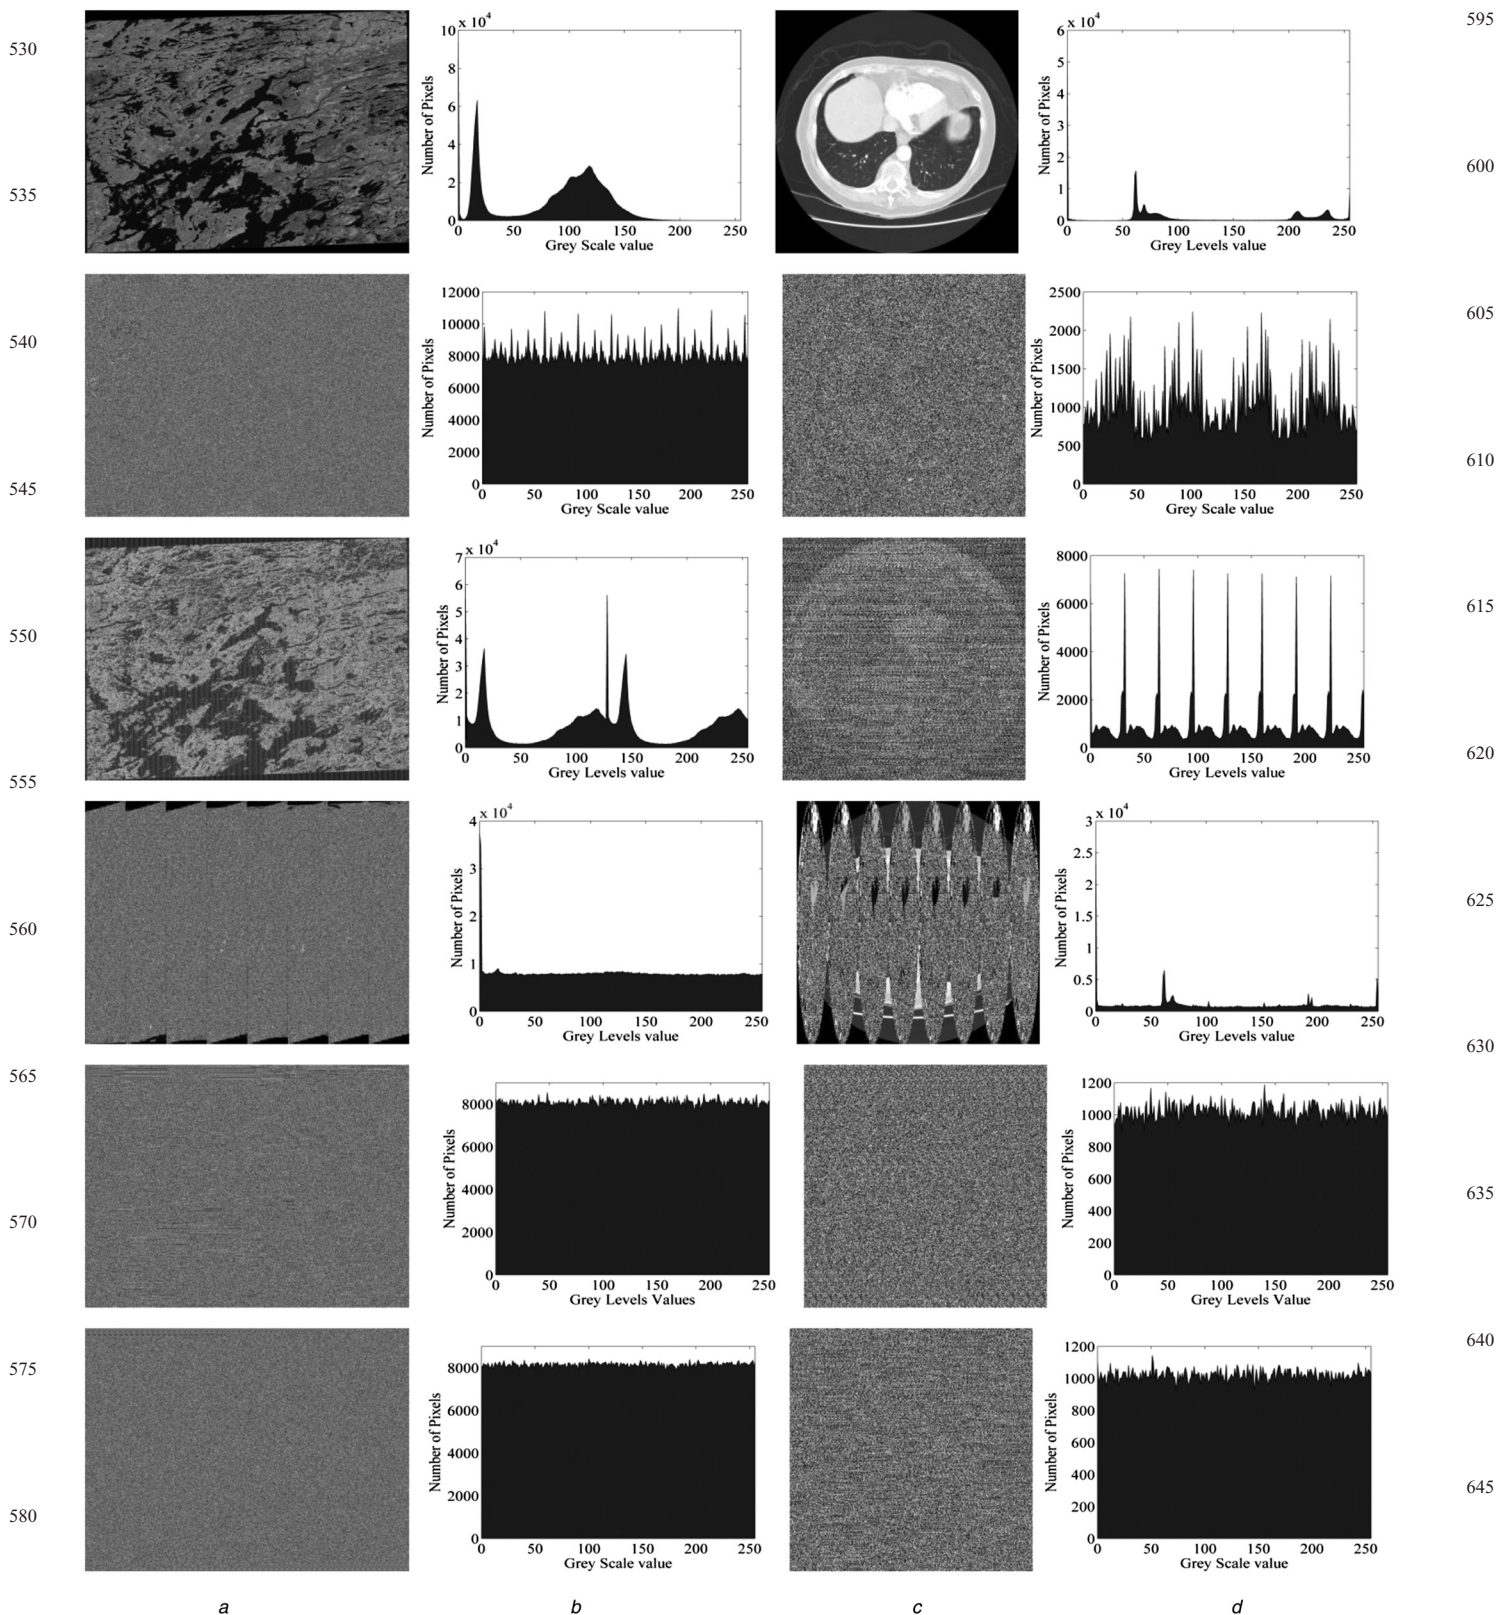 530
535
540
545
550
555
560
565
570
575
580
595
600
605
610
615
620
625
630
635
640
645
x 10⁴
10
8
6
4
2
0
Number of Pixels
0 50 100 150 200 250
Grey Scale value
x 10⁴
6
5
4
3
2
1
0
Number of Pixels
0 50 100 150 200 250
Grey Levels value
12000
10000
8000
6000
4000
2000
0
Number of Pixels
0 50 100 150 200 250
Grey Scale value
2500
2000
1500
1000
500
0
Number of Pixels
0 50 100 150 200 250
Grey Scale value
x 10⁴
7
6
5
4
3
2
1
0
Number of Pixels
0 50 100 150 200 250
Grey Levels value
8000
6000
4000
2000
0
Number of Pixels
0 50 100 150 200 250
Grey Levels value
x 10⁴
4
3
2
1
0
Number of Pixels
0 50 100 150 200 250
Grey Levels value
x 10⁴
3
2.5
2
1.5
1
0.5
0
Number of Pixels
0 50 100 150 200 250
Grey Levels value
8000
6000
4000
2000
0
Number of Pixels
0 50 100 150 200 250
Grey Levels Values
1200
1000
800
600
400
200
0
Number of Pixels
0 50 100 150 200 250
Grey Levels Value
8000
6000
4000
2000
0
Number of Pixels
0 50 100 150 200 250
Grey Scale value
1200
1000
800
600
400
200
0
Number of Pixels
0 50 100 150 200 250
Grey Scale value
a b c d